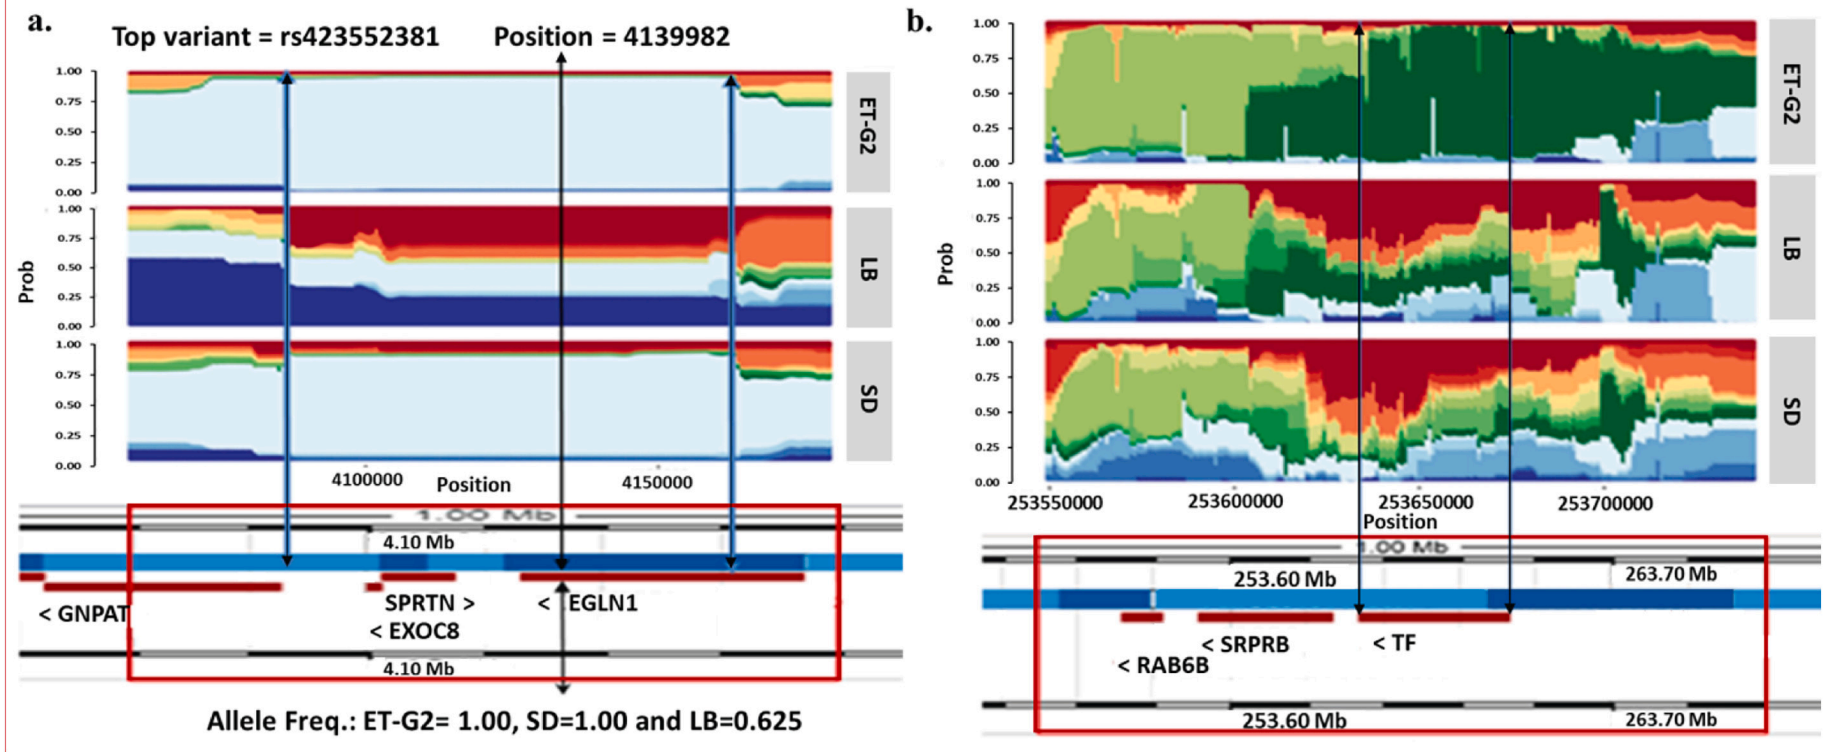 a.
Top variant = rs423552381 Position = 4139982
1.00
0.75
0.50
0.25
0.00
ET-G2
1.00
0.75
0.50
0.25
0.00
LB
1.00
0.75
0.50
0.25
0.00
SD
Prob
4100000 Position 4150000
1.00 Mb
4.10 Mb
< GNPAT
SPRTN >
< EGLN1
< EXOC8
4.10 Mb
Allele Freq.: ET-G2= 1.00, SD=1.00 and LB=0.625
b.
1.00
0.75
0.50
0.25
0.00
ET-G2
1.00
0.75
0.50
0.25
0.00
LB
1.00
0.75
0.50
0.25
0.00
SD
Prob
253550000 253600000 253650000 253700000
Position
1.00 Mb
253.60 Mb 263.70 Mb
< SRPRB < TF
< RAB6B
253.60 Mb 263.70 Mb